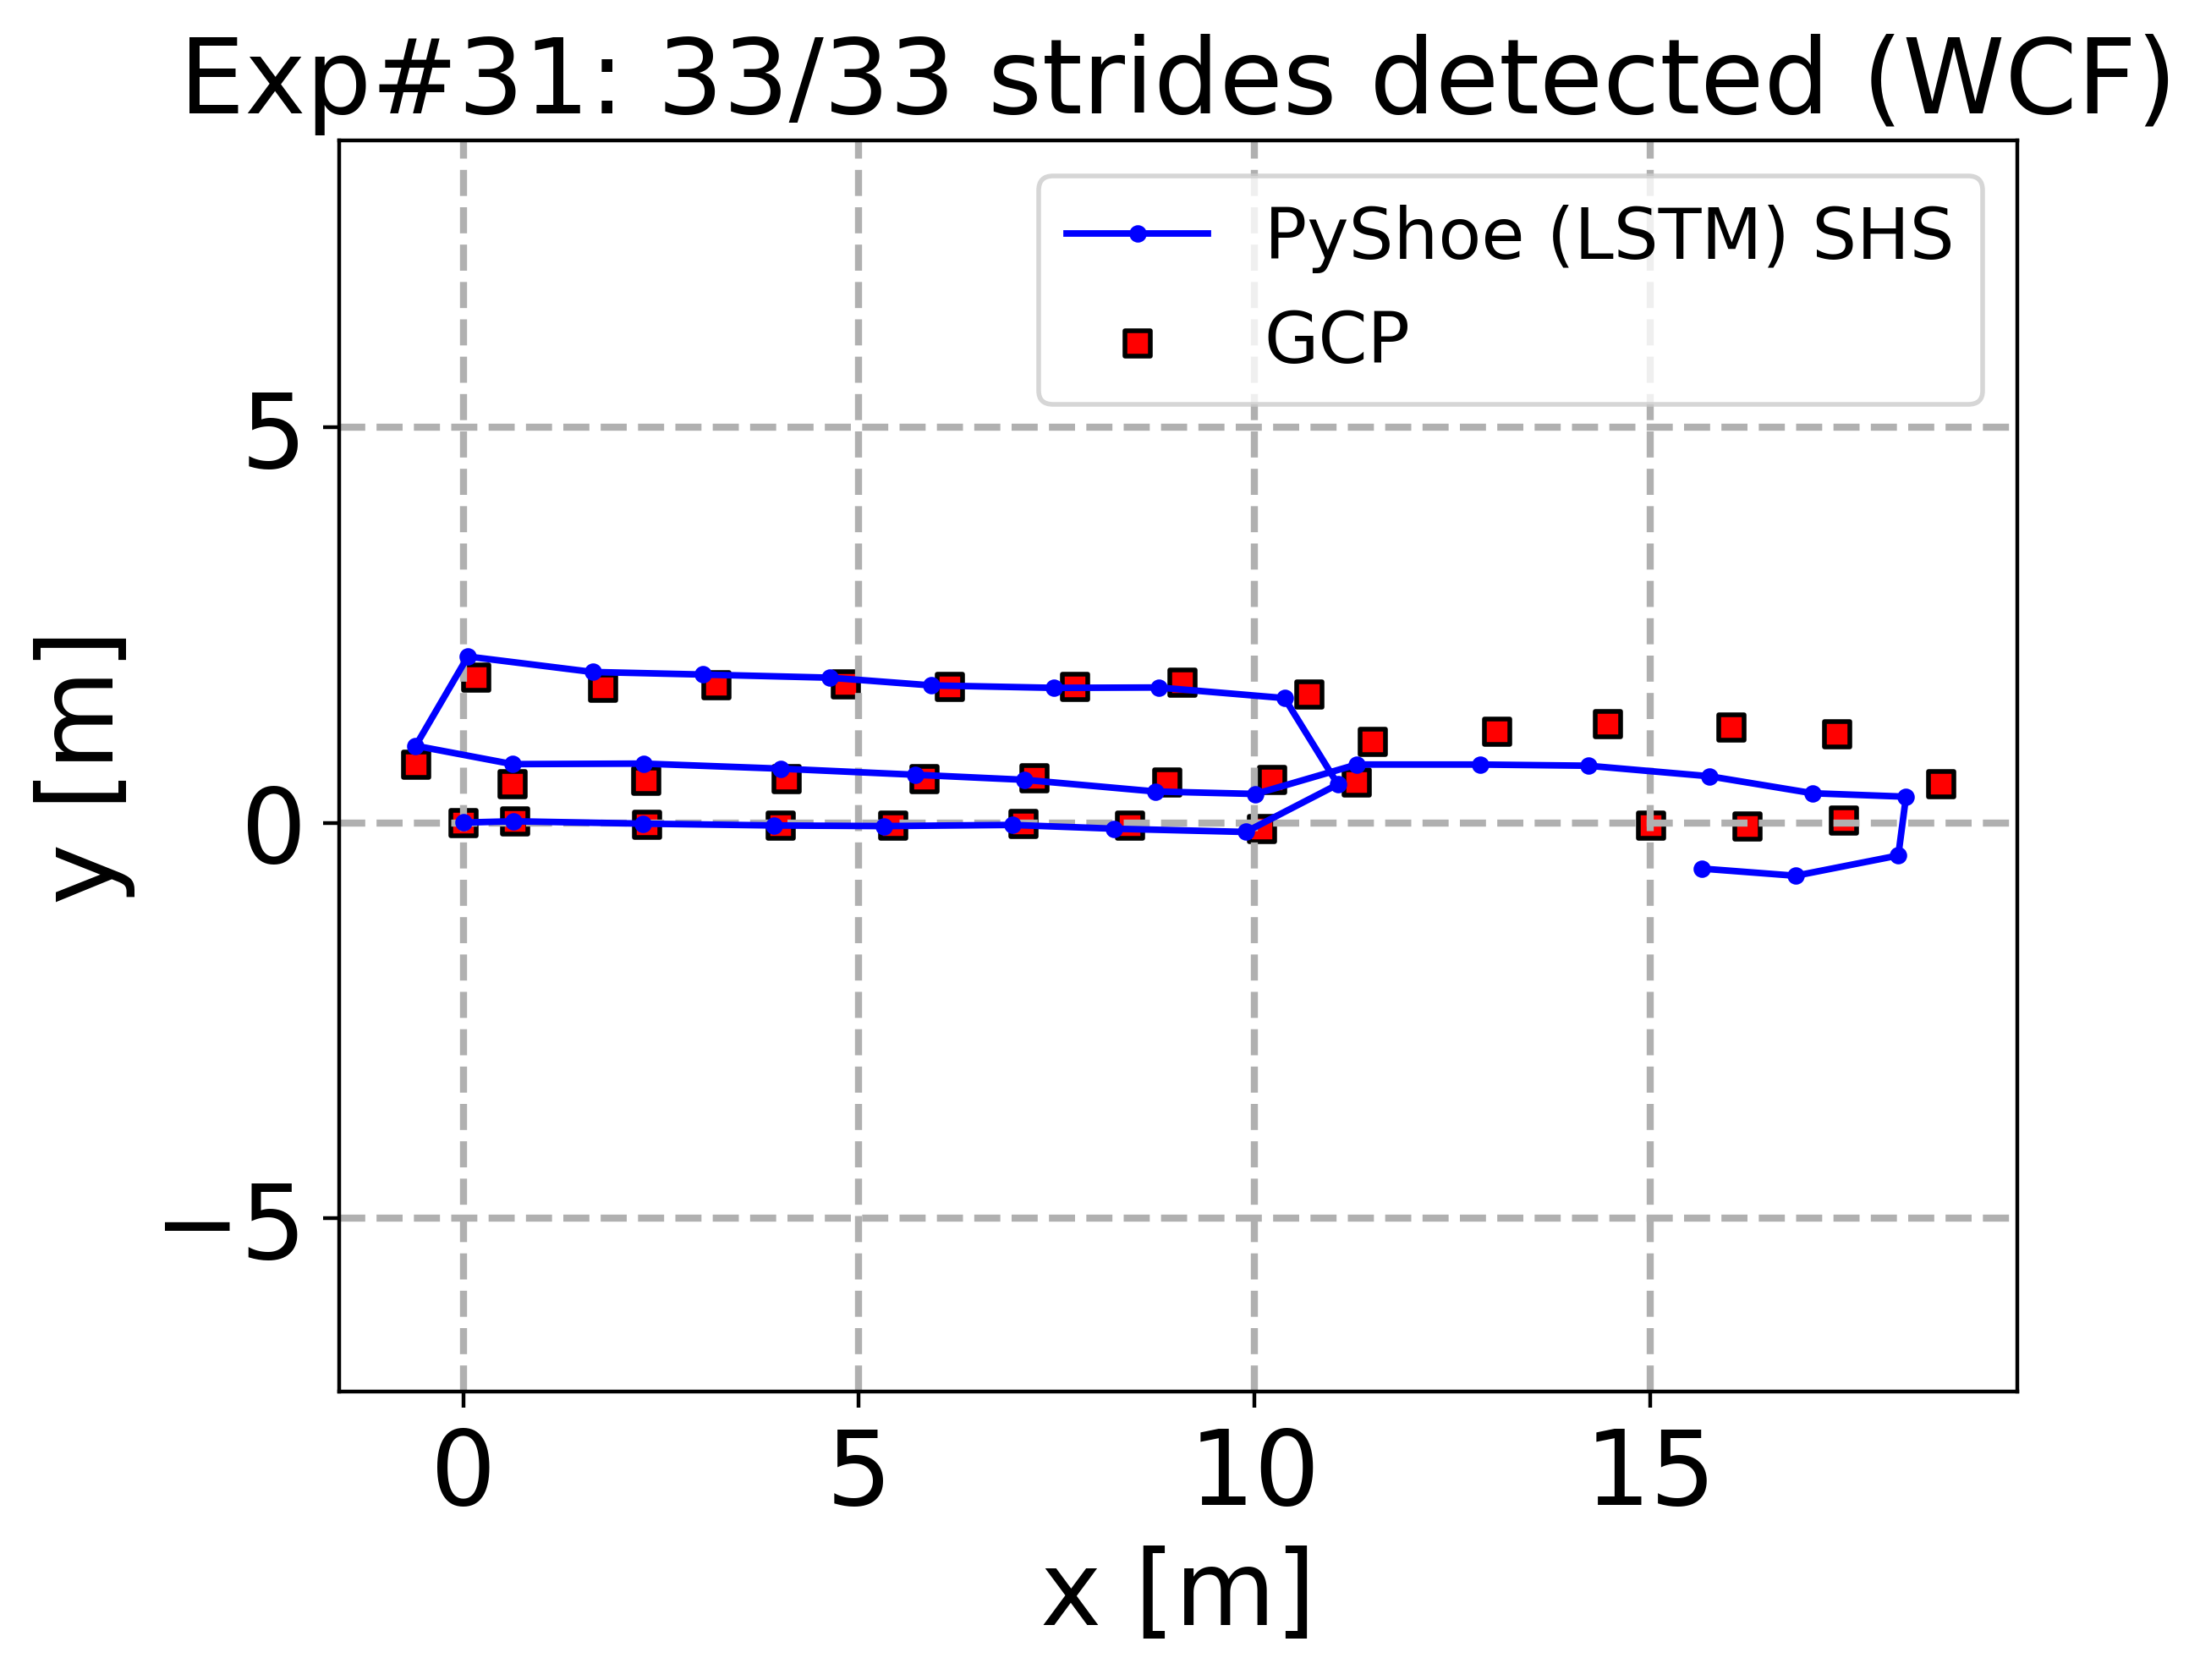 Exp#31: 33/33 strides detected (WCF)
PyShoe (LSTM) SHS
GCP
y [m]
5
0
−5
0 5 10 15
x [m]